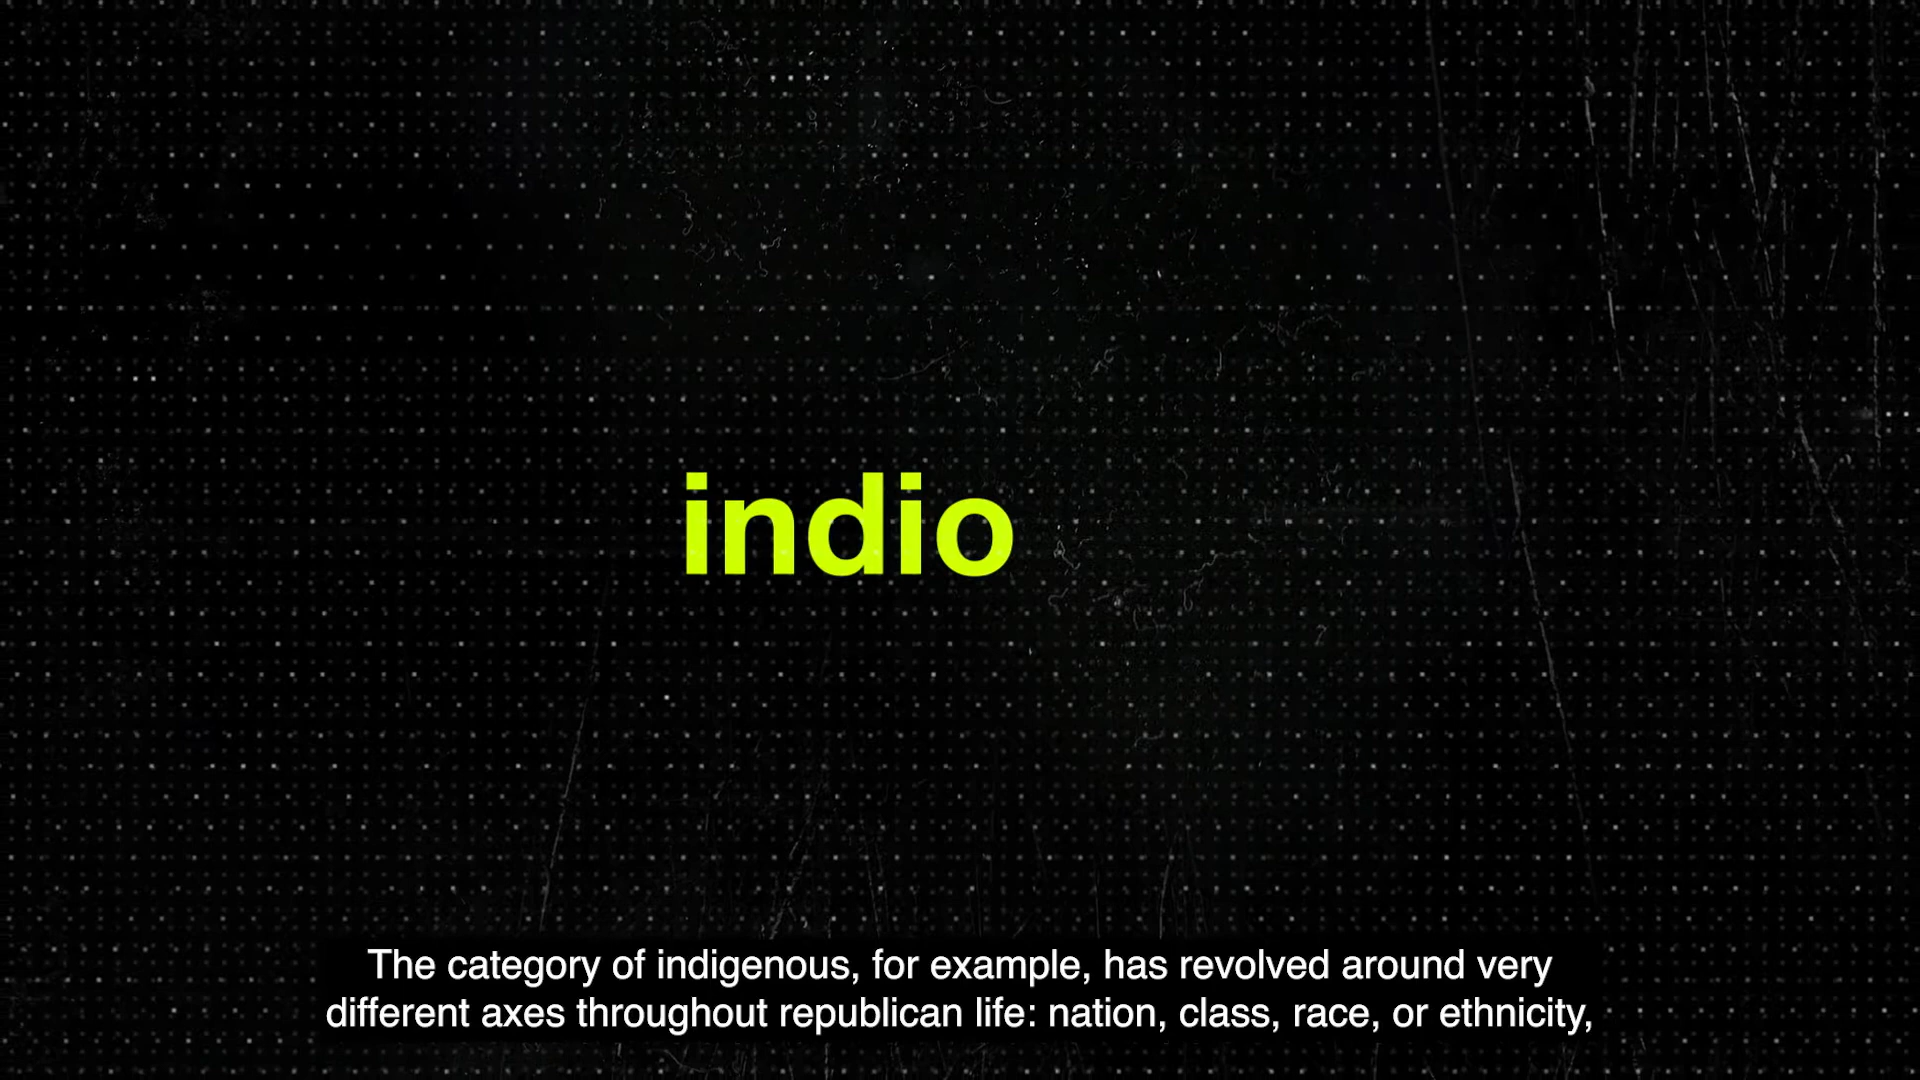 indio
The category of indigenous, for example, has revolved around very
different axes throughout republican life: nation, class, race, or ethnicity,